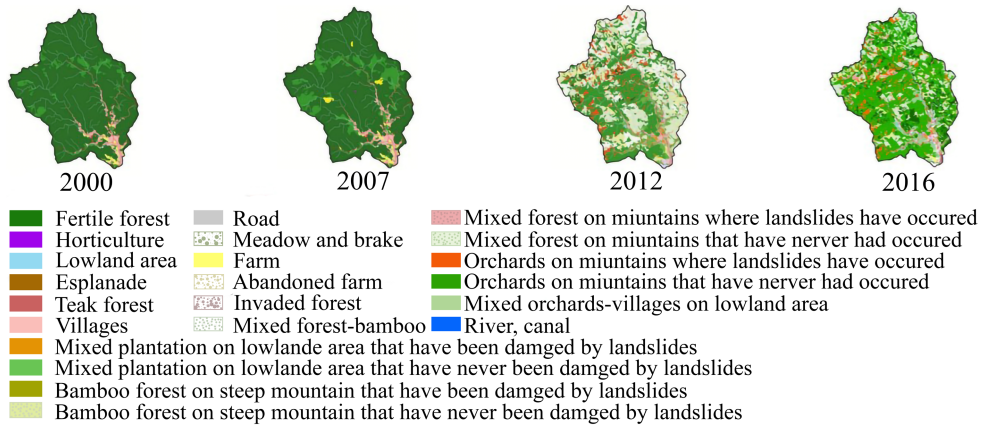 2000 2007 2012 2016
Fertile forest Road Mixed forest on miuntains where landslides have occured
Horticulture Meadow and brake Mixed forest on miuntains that have nerver had occured
Lowland area Farm Orchards on miuntains where landslides have occured
Esplanade Abandoned farm Orchards on miuntains that have nerver had occured
Teak forest Invaded forest Mixed orchards-villages on lowland area
Villages Mixed forest-bamboo River, canal
Mixed plantation on lowlande area that have been damged by landslides
Mixed plantation on lowlande area that have never been damged by landslides
Bamboo forest on steep mountain that have been damged by landslides
Bamboo forest on steep mountain that have never been damged by landslides